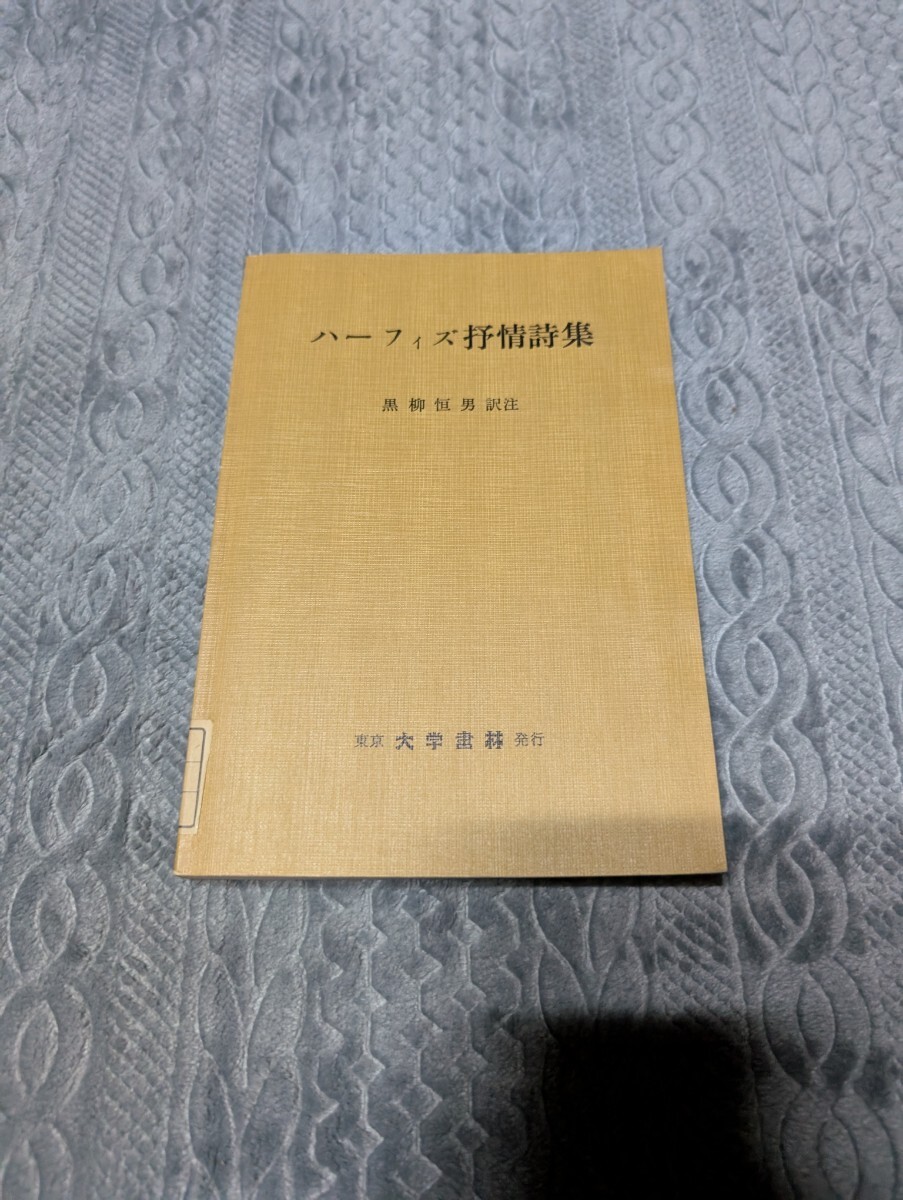 ハーフィズ抒情詩集
黒柳恒男 訳注
東京 大学書林 発行